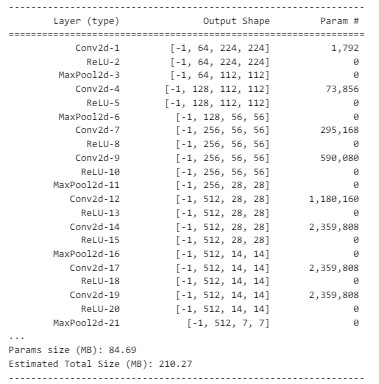 ----------------------------------------------------------------
Layer (type) Output Shape Param #
================================================================
Conv2d-1 [-1, 64, 224, 224] 1,792
ReLU-2 [-1, 64, 224, 224] 0
MaxPool2d-3 [-1, 64, 112, 112] 0
Conv2d-4 [-1, 128, 112, 112] 73,856
ReLU-5 [-1, 128, 112, 112] 0
MaxPool2d-6 [-1, 128, 56, 56] 0
Conv2d-7 [-1, 256, 56, 56] 295,168
ReLU-8 [-1, 256, 56, 56] 0
Conv2d-9 [-1, 256, 56, 56] 590,080
ReLU-10 [-1, 256, 56, 56] 0
MaxPool2d-11 [-1, 256, 28, 28] 0
Conv2d-12 [-1, 512, 28, 28] 1,180,160
ReLU-13 [-1, 512, 28, 28] 0
Conv2d-14 [-1, 512, 28, 28] 2,359,808
ReLU-15 [-1, 512, 28, 28] 0
MaxPool2d-16 [-1, 512, 14, 14] 0
Conv2d-17 [-1, 512, 14, 14] 2,359,808
ReLU-18 [-1, 512, 14, 14] 0
Conv2d-19 [-1, 512, 14, 14] 2,359,808
ReLU-20 [-1, 512, 14, 14] 0
MaxPool2d-21 [-1, 512, 7, 7] 0
...
Params size (MB): 84.69
Estimated Total Size (MB): 210.27
----------------------------------------------------------------